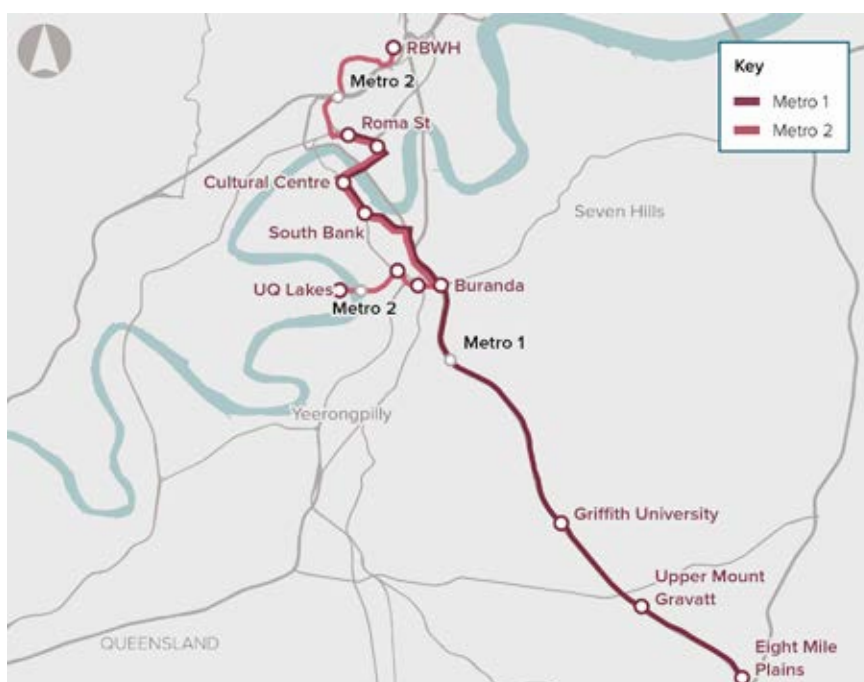 RBWH
Key
Metro 1
Metro 2
Metro 2
Roma St
Cultural Centre
Seven Hills
South Bank
UQ Lakes
Buranda
Metro 2
Metro 1
Yeerongpilly
Griffith University
Upper Mount
Gravatt
QUEENSLAND
Eight Mile
Plains